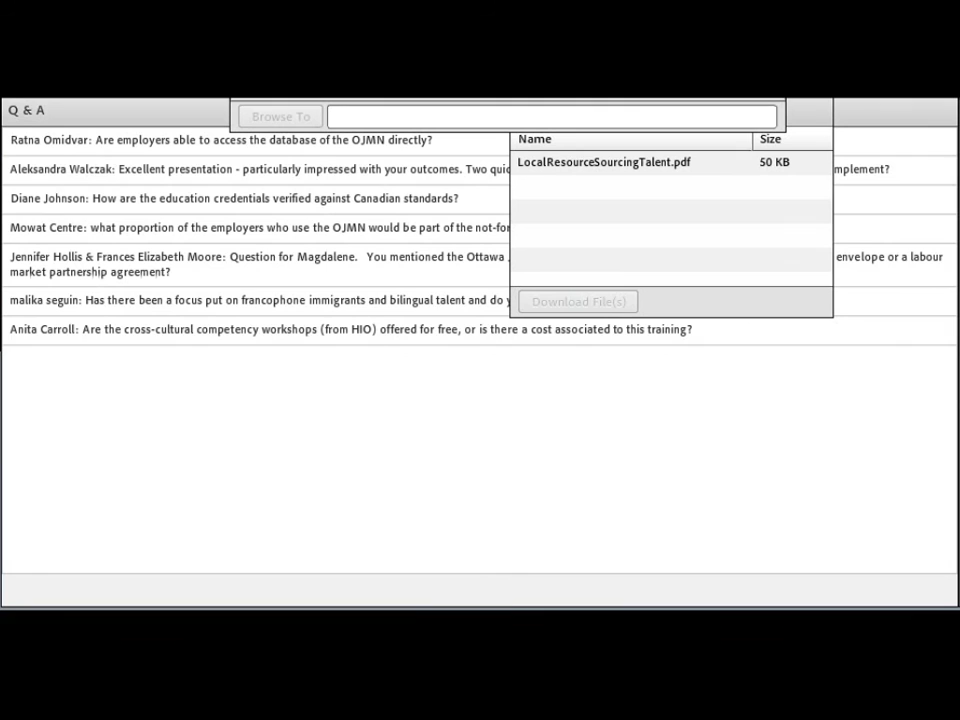 Q & A
Browse To
Ratna Omidvar: Are employers able to access the database of the OJMN directly?
Name Size
LocalResourceSourcingTalent.pdf 50 KB
Aleksandra Walczak: Excellent presentation - particularly impressed with your outcomes. Two mplement?
Diane Johnson: How are the education credentials verified against Canadian standards?
Mowat Centre: what proportion of the employers who use the OJMN would be part of the
Jennifer Hollis & Frances Elizabeth Moore: Question for Magdalene. You mentioned the Ottawa envelope or a labour
market partnership agreement?
malika seguin: Has there been a focus put on francophone immigrants and bilingual talent and do
Download File(s)
Anita Carroll: Are the cross-cultural competency workshops (from HIO) offered for free, or is there a cost associated to this training?